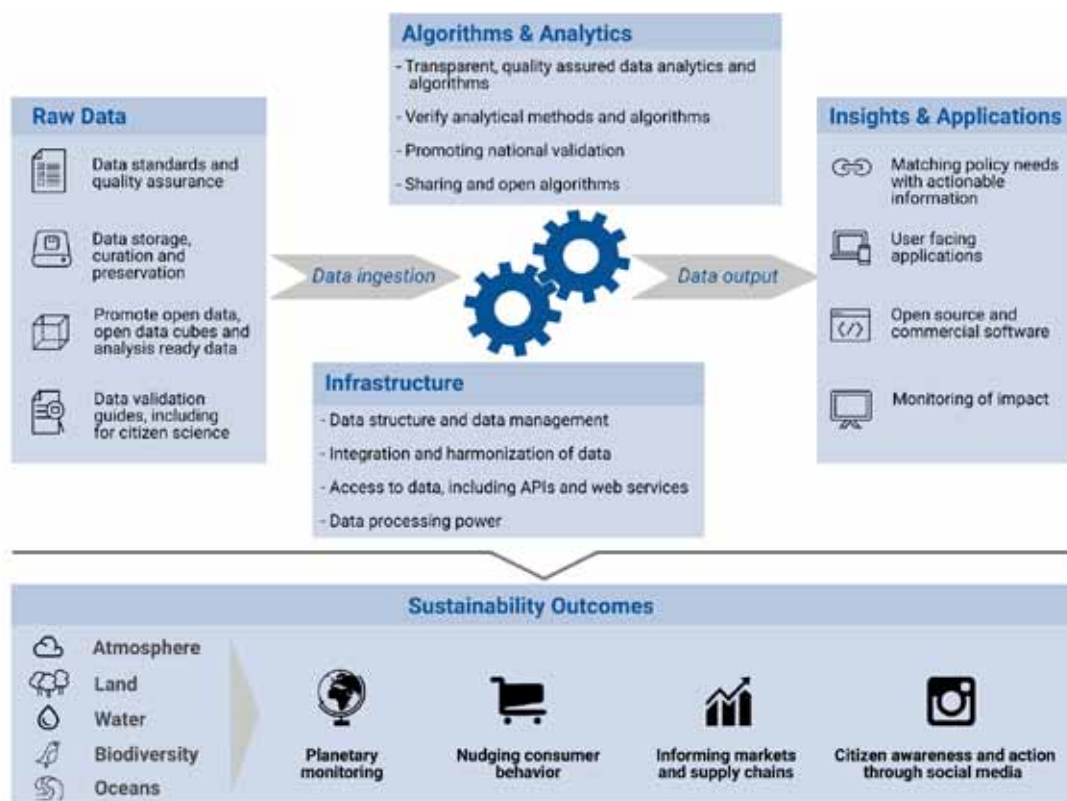 Algorithms & Analytics
- Transparent, quality assured data analytics and
algorithms
- Verify analytical methods and algorithms
- Promoting national validation
- Sharing and open algorithms
Raw Data
Data standards and
quality assurance
Data storage,
curation and
preservation
Promote open data,
open data cubes and
analysis ready data
Data validation
guides, including
for citizen science
Data ingestion
Data output
Insights & Applications
Matching policy needs
with actionable
information
User facing
applications
Open source and
commercial software
Monitoring of impact
Infrastructure
- Data structure and data management
- Integration and harmonization of data
- Access to data, including APIs and web services
- Data processing power
Sustainability Outcomes
Atmosphere
Land
Water
Biodiversity
Oceans
Planetary
monitoring
Nudging consumer
behavior
Informing markets
and supply chains
Citizen awareness and action
through social media